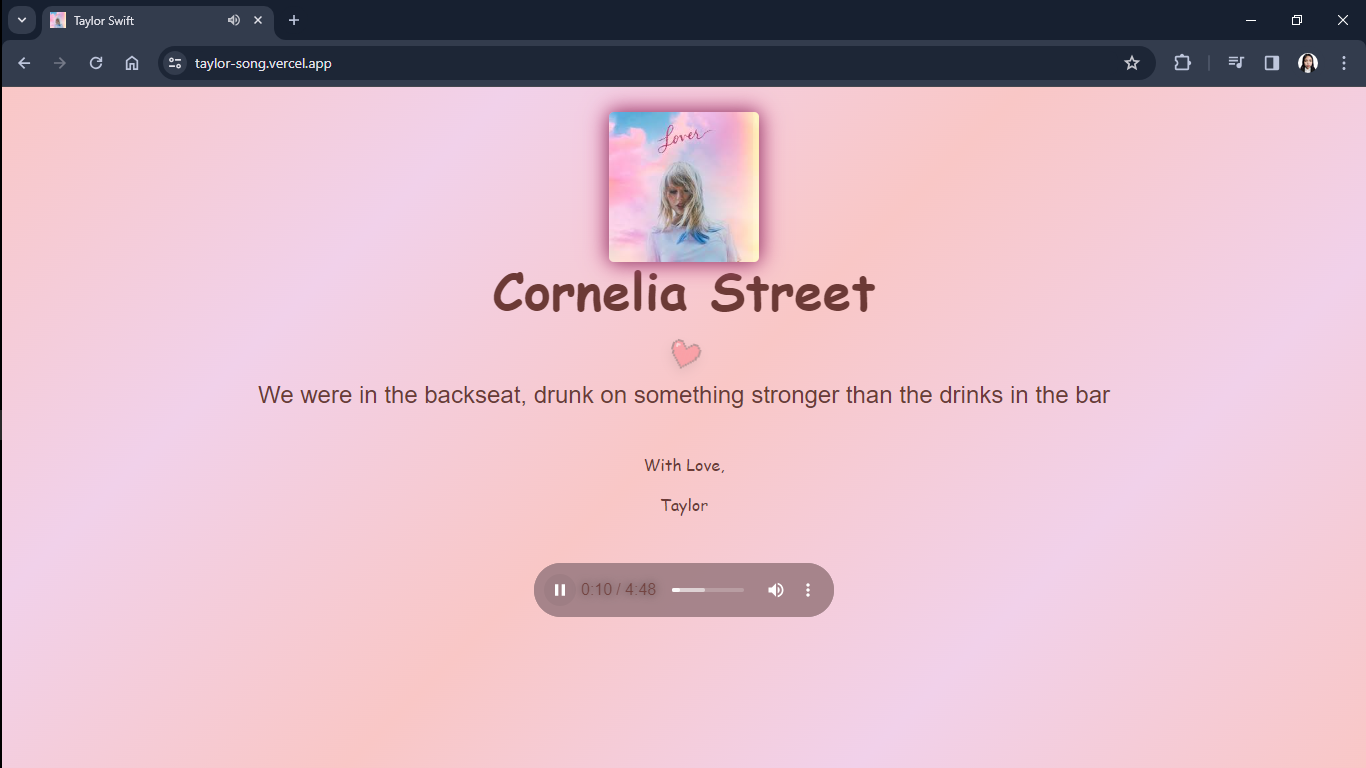 Taylor Swift
taylor-song.vercel.app
Lover
Cornelia Street
We were in the backseat, drunk on something stronger than the drinks in the bar
With Love,
Taylor
0:10 / 4:48